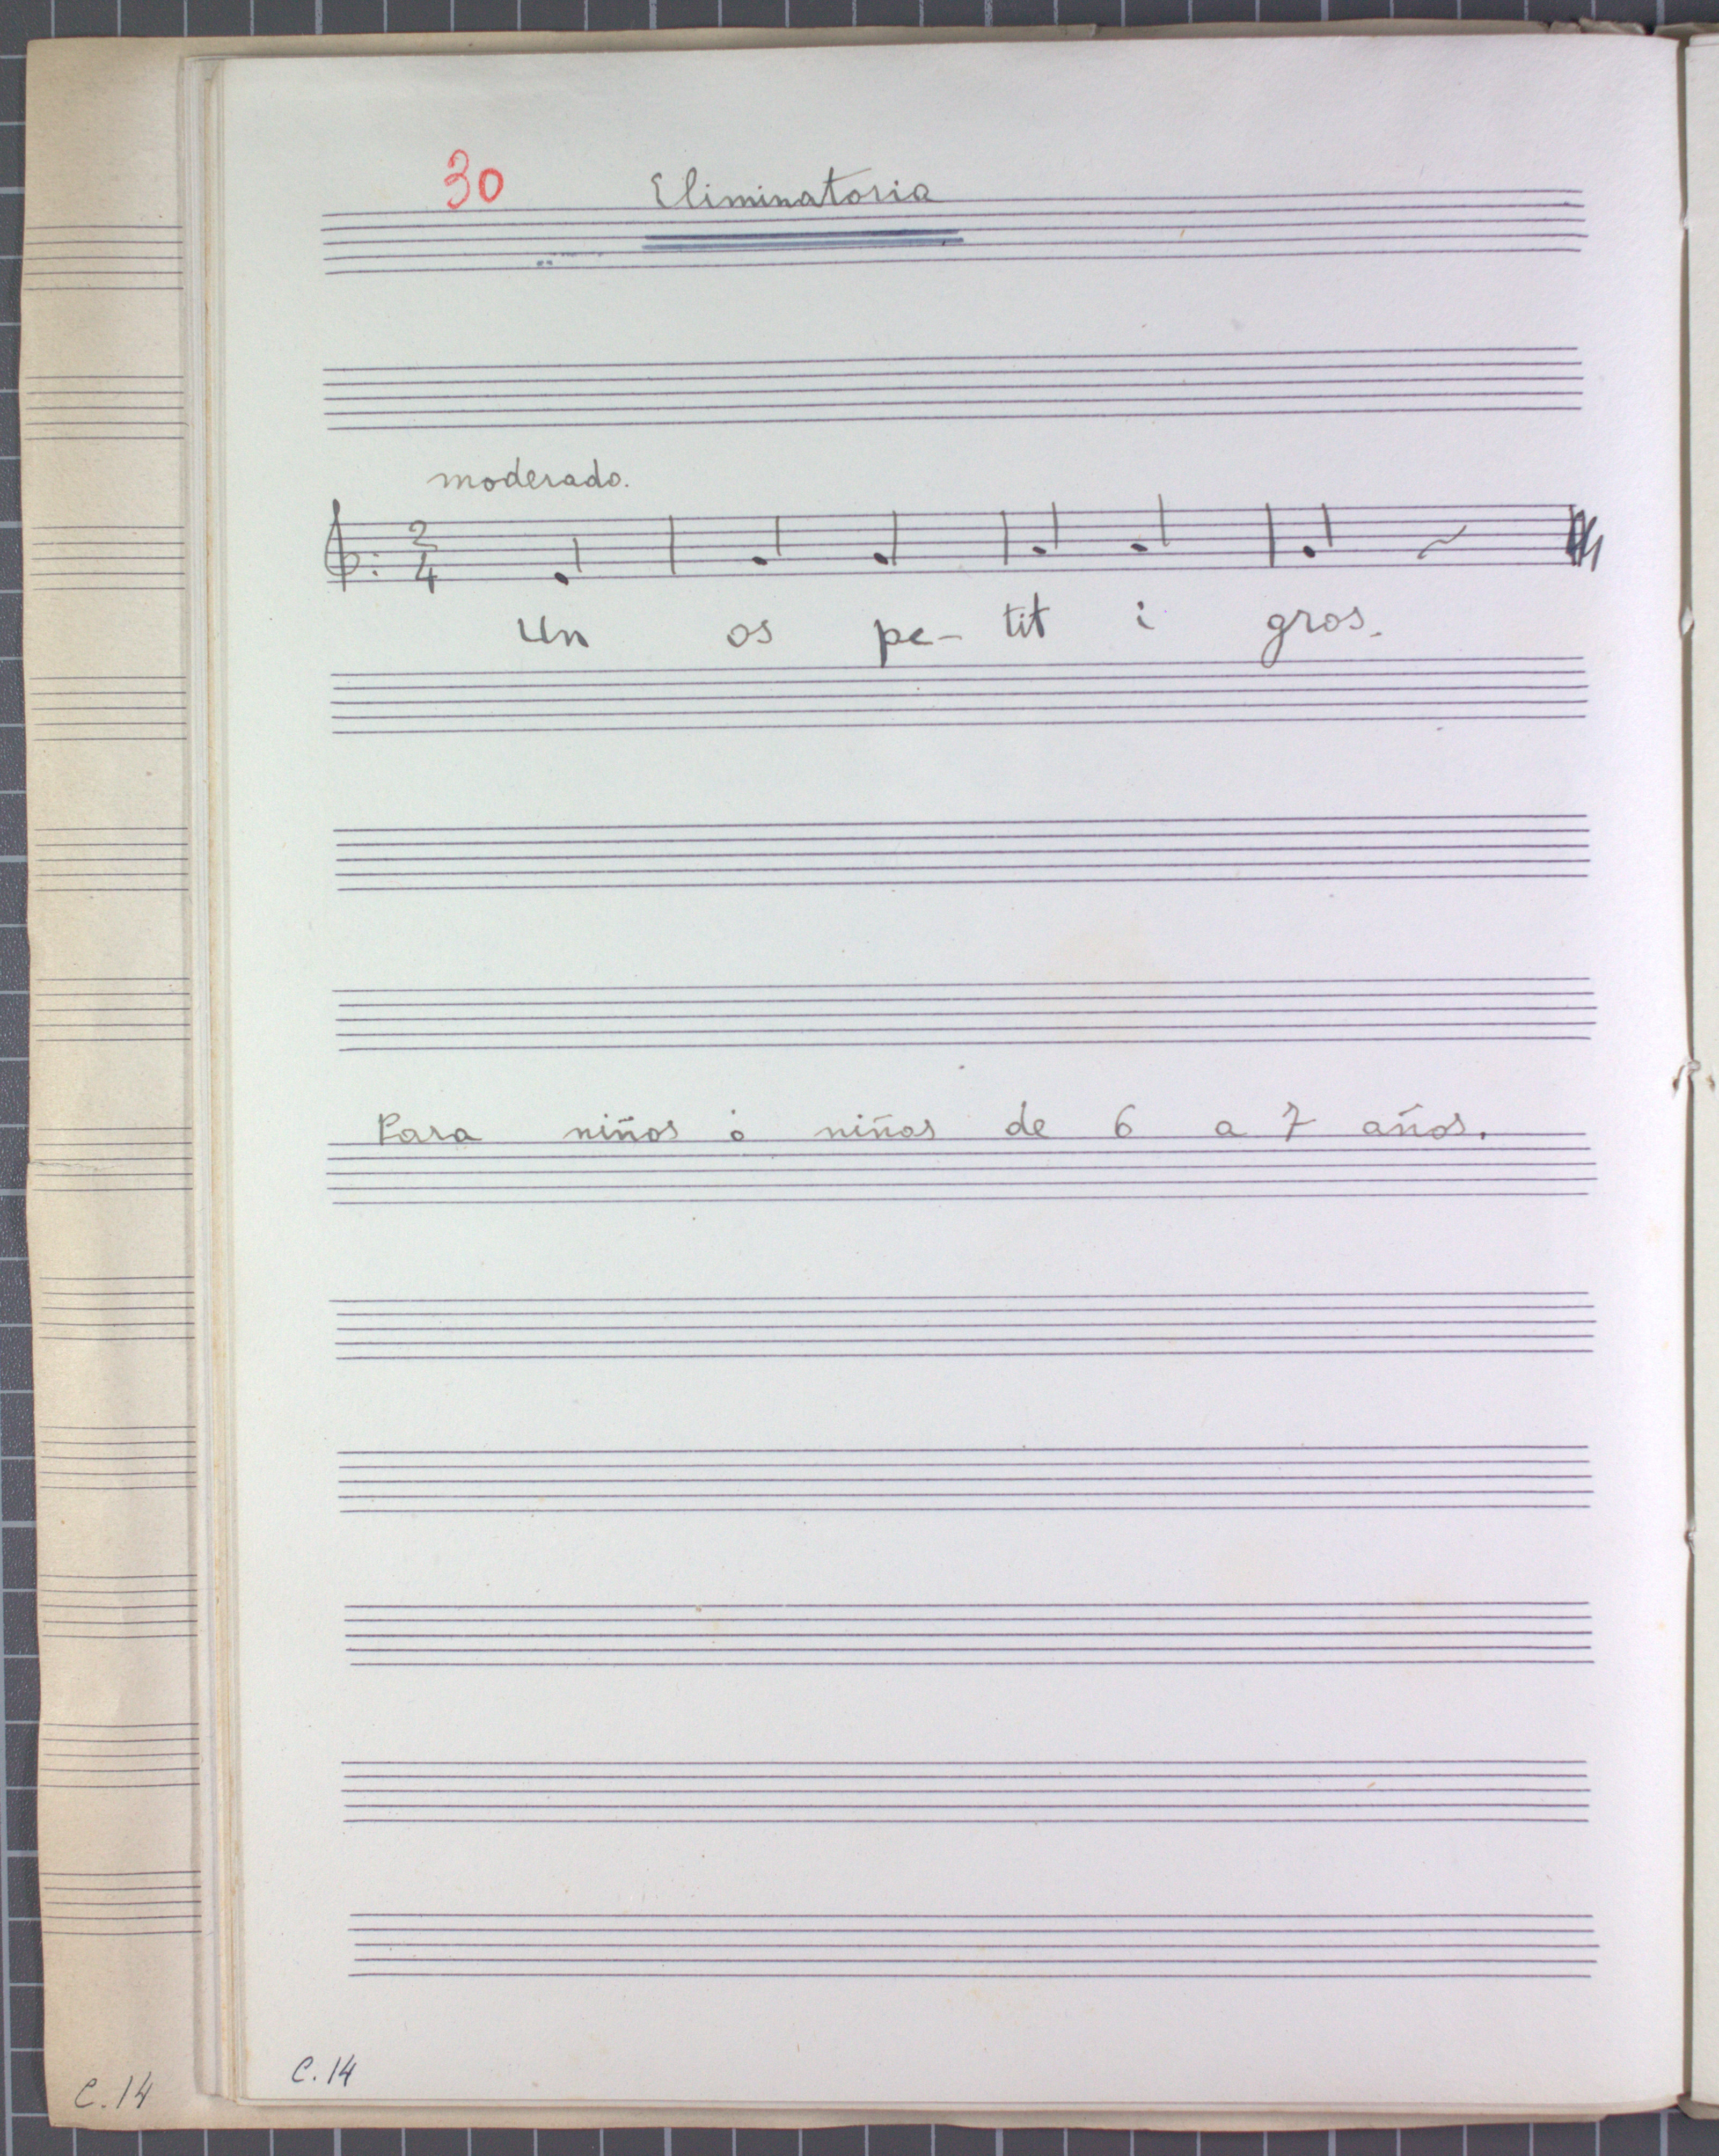 30 Eliminatoria
moderado.
2
4
Un os pe- tit i gros.
Para niños ó niñas de 6 a 7 años.
C.14
C.14